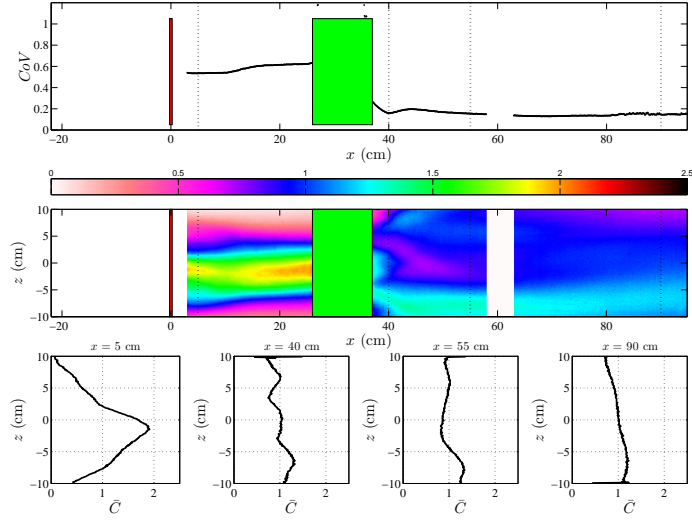 1
0.8
0.6
0.4
0.2
0
CoV
−20 0 20 40 60 80
x (cm)
0 0.5 1 1.5 2 2.5
10
5
0
−5
−10
z (cm)
−20 0 20 40 60 80
x (cm)
x = 5 cm x = 40 cm x = 55 cm x = 90 cm
10 10 10 10
5 5 5 5
0 0 0 0
−5 −5 −5 −5
−10 −10 −10 −10
z (cm) z (cm) z (cm) z (cm)
0 1 2 0 1 2 0 1 2 0 1 2
C̄ C̄ C̄ C̄